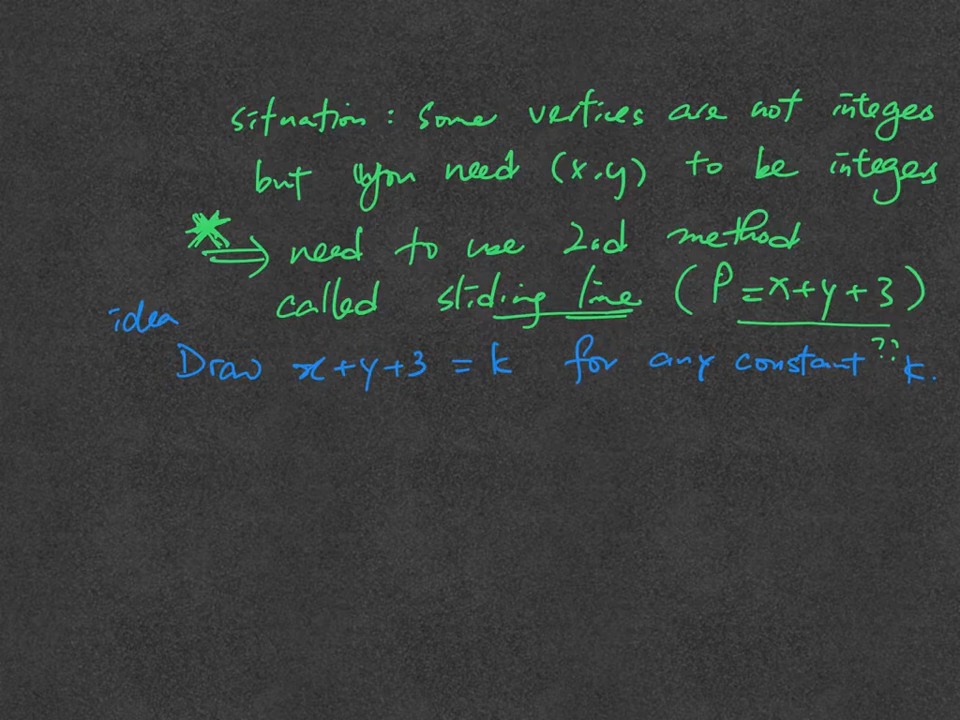 situation : some vertices are not integes
but you need (x,y) to be integers
* ⇒ need to use 2nd method
called sliding line ( P = x+y+3 )
idea
??
Draw x+y+3 = k for any constant k.